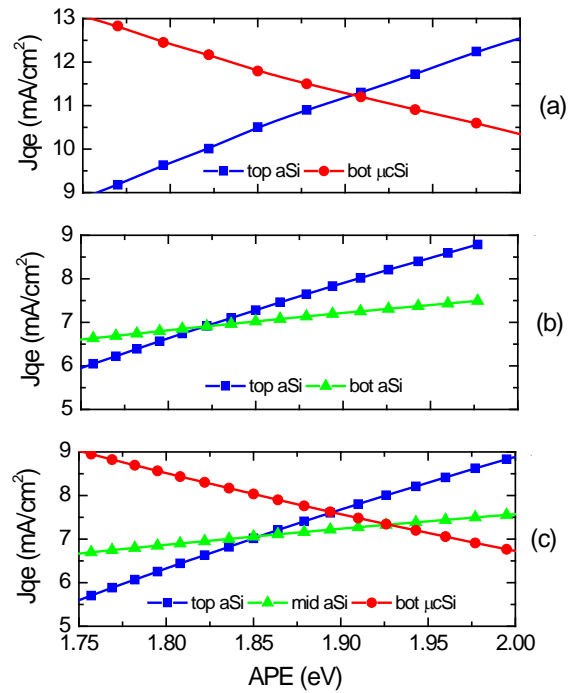 13
12
11
10
9
Jqe (mA/cm²)
top aSi
bot μcSi
(a)
9
8
7
6
5
Jqe (mA/cm²)
top aSi
bot aSi
(b)
9
8
7
6
5
Jqe (mA/cm²)
top aSi
mid aSi
bot μcSi
(c)
1.75
1.80
1.85
1.90
1.95
2.00
APE (eV)